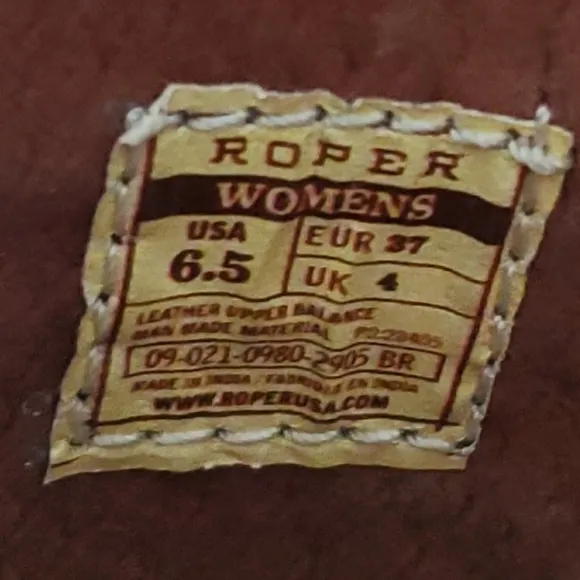 ROPER
WOMENS
USA
6.5
EUR 37
UK 4
LEATHER UPPER BALANCE
MAN MADE MATERIAL
09-021-0980-2905 BR
MADE IN INDIA / FABRIQUE EN INDIA
WWW.ROPERUSA.COM